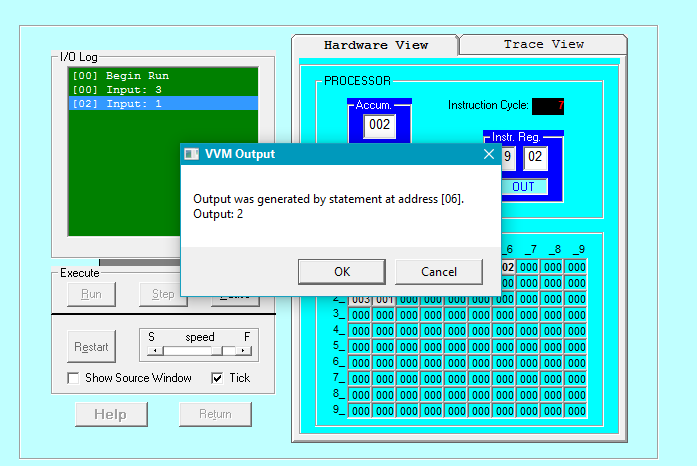 Hardware View
Trace View
I/O Log
[00] Begin Run
[00] Input: 3
[02] Input: 1
PROCESSOR
Accum.
002
Instruction Cycle: 7
Instr. Reg.
9 02
OUT
VVM Output
Output was generated by statement at address [06].
Output: 2
OK
Cancel
_6 _7 _8 _9
02 000 000 000
000 000 000
2_ 003 001 000 000 000 000 000 000 000 000
3_ 000 000 000 000 000 000 000 000 000 000
4_ 000 000 000 000 000 000 000 000 000 000
5_ 000 000 000 000 000 000 000 000 000 000
6_ 000 000 000 000 000 000 000 000 000 000
7_ 000 000 000 000 000 000 000 000 000 000
8_ 000 000 000 000 000 000 000 000 000 000
9_ 000 000 000 000 000 000 000 000 000 000
Execute
Run
Step
Restart
S speed F
Show Source Window
Tick
Help
Return